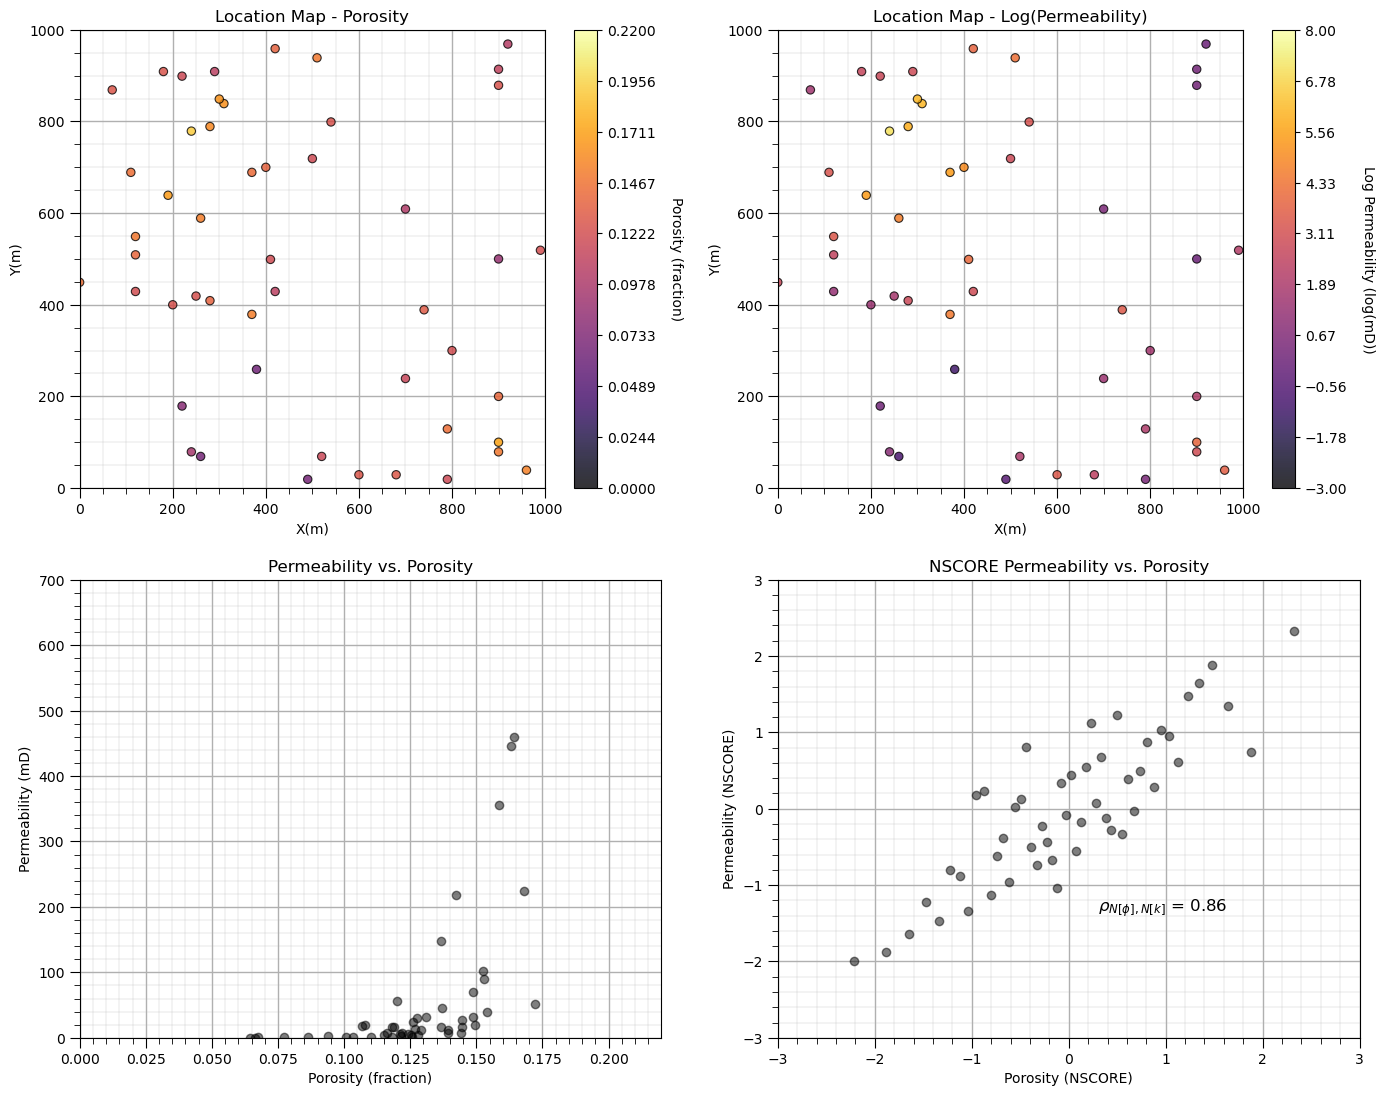 Location Map - Porosity
1000
800
600
400
200
0
Y(m)
0 200 400 600 800 1000
X(m)
0.2200
0.1956
0.1711
0.1467
0.1222
0.0978
0.0733
0.0489
0.0244
0.0000
Porosity (fraction)
Location Map - Log(Permeability)
1000
800
600
400
200
0
Y(m)
0 200 400 600 800 1000
X(m)
8.00
6.78
5.56
4.33
3.11
1.89
0.67
−0.56
−1.78
−3.00
Log Permeability (log(mD))
Permeability vs. Porosity
700
600
500
400
300
200
100
0
Permeability (mD)
0.000 0.025 0.050 0.075 0.100 0.125 0.150 0.175 0.200
Porosity (fraction)
NSCORE Permeability vs. Porosity
3
2
1
0
−1
−2
−3
Permeability (NSCORE)
ρN[ϕ],N[k] = 0.86
−3 −2 −1 0 1 2 3
Porosity (NSCORE)